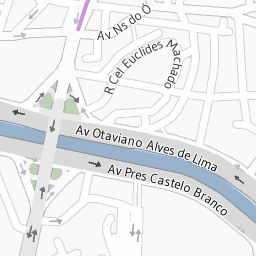 Av Ns do Ó
R Cel Euclides
Machado
Av Otaviano Alves de Lima
Av Pres Castelo Branco